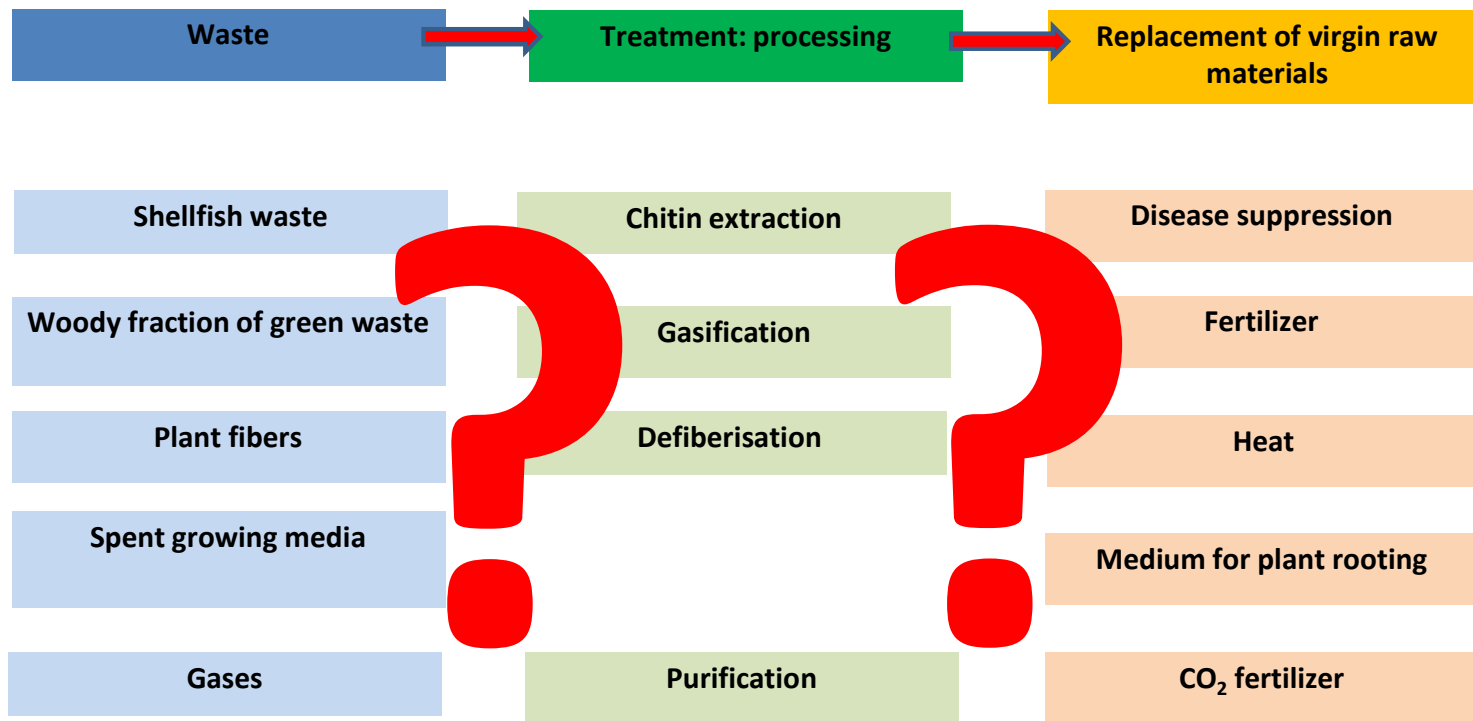 Waste
Treatment: processing
Replacement of virgin raw
materials
Shellfish waste
Chitin extraction
Disease suppression
Woody fraction of green waste
Gasification
Fertilizer
Plant fibers
Defiberisation
Heat
Spent growing media
Medium for plant rooting
Gases
Purification
CO₂ fertilizer
? ?